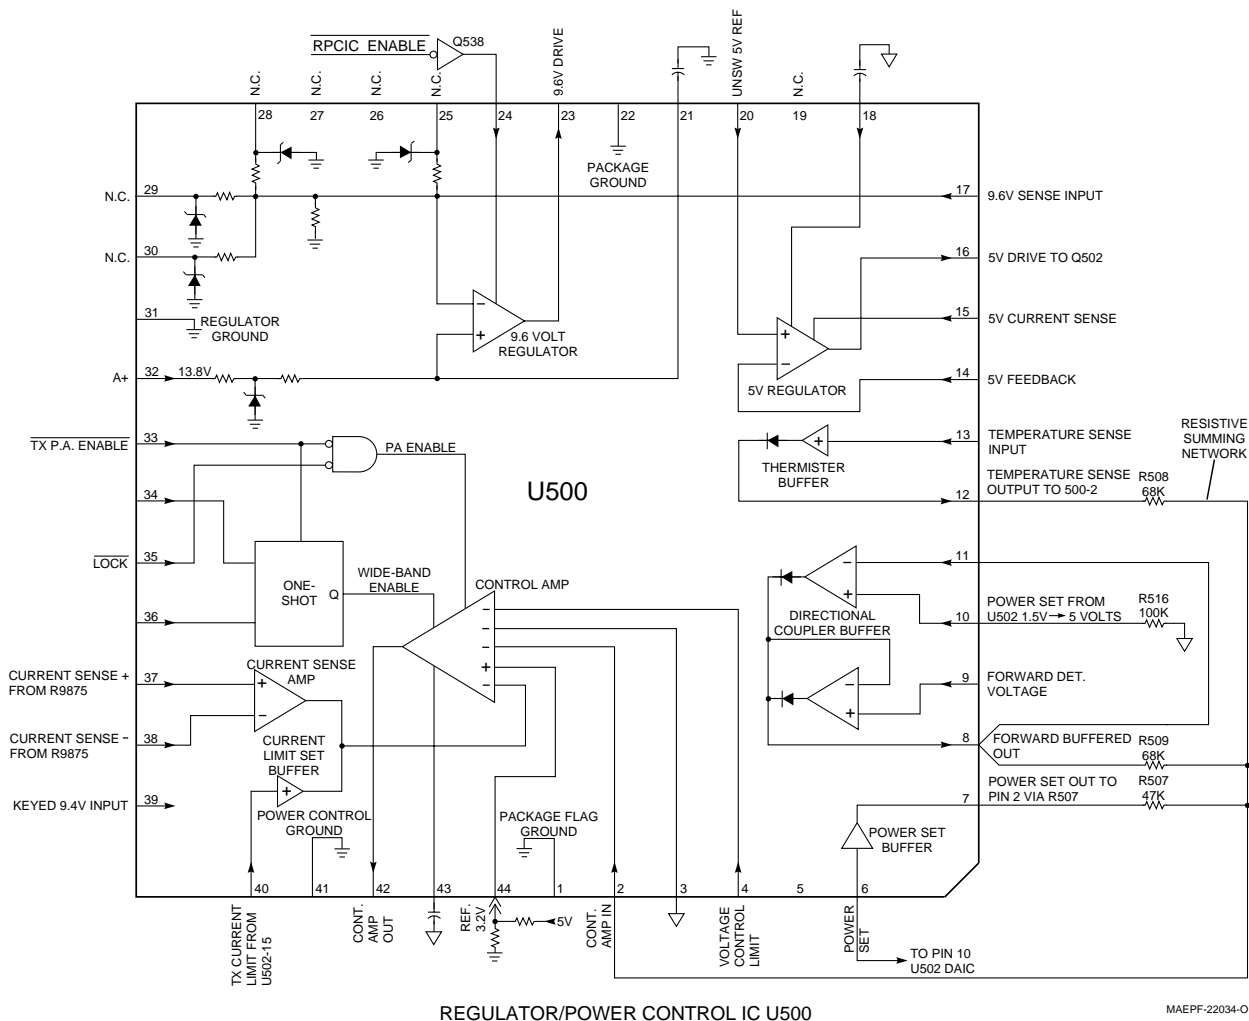 RPCIC ENABLE
Q538
N.C.
N.C.
N.C.
N.C.
9.6V DRIVE
UNSW 5V REF
N.C.
28
27
26
25
24
23
22
21
20
19
18
PACKAGE
GROUND
N.C.
29
17
9.6V SENSE INPUT
N.C.
30
16
5V DRIVE TO Q502
31
REGULATOR
GROUND
−
+
9.6 VOLT
REGULATOR
15
5V CURRENT SENSE
+
−
5V REGULATOR
A+
32
13.8V
14
5V FEEDBACK
TX P.A. ENABLE
33
PA ENABLE
+
THERMISTER
BUFFER
13
TEMPERATURE SENSE
INPUT
RESISTIVE
SUMMING
NETWORK
34
U500
12
TEMPERATURE SENSE
OUTPUT TO 500-2
R508
68K
LOCK
35
ONE-
SHOT
Q
WIDE-BAND
ENABLE
CONTROL AMP
−
−
−
+
−
11
−
+
DIRECTIONAL
COUPLER BUFFER
36
10
POWER SET FROM
U502 1.5V→ 5 VOLTS
R516
100K
CURRENT SENSE +
FROM R9875
37
CURRENT SENSE
AMP
+
−
−
+
9
FORWARD DET.
VOLTAGE
CURRENT SENSE −
FROM R9875
38
CURRENT
LIMIT SET
BUFFER
+
8
FORWARD BUFFERED
OUT
R509
68K
KEYED 9.4V INPUT
39
POWER CONTROL
GROUND
PACKAGE FLAG
GROUND
POWER SET
BUFFER
7
POWER SET OUT TO
PIN 2 VIA R507
R507
47K
40
41
42
43
44
1
2
3
4
5
6
TX CURRENT
LIMIT FROM
U502-15
CONT.
AMP
OUT
REF.
3.2V
5V
CONT.
AMP IN
VOLTAGE
CONTROL
LIMIT
POWER
SET
TO PIN 10
U502 DAIC
REGULATOR/POWER CONTROL IC U500
MAEPF-22034-O